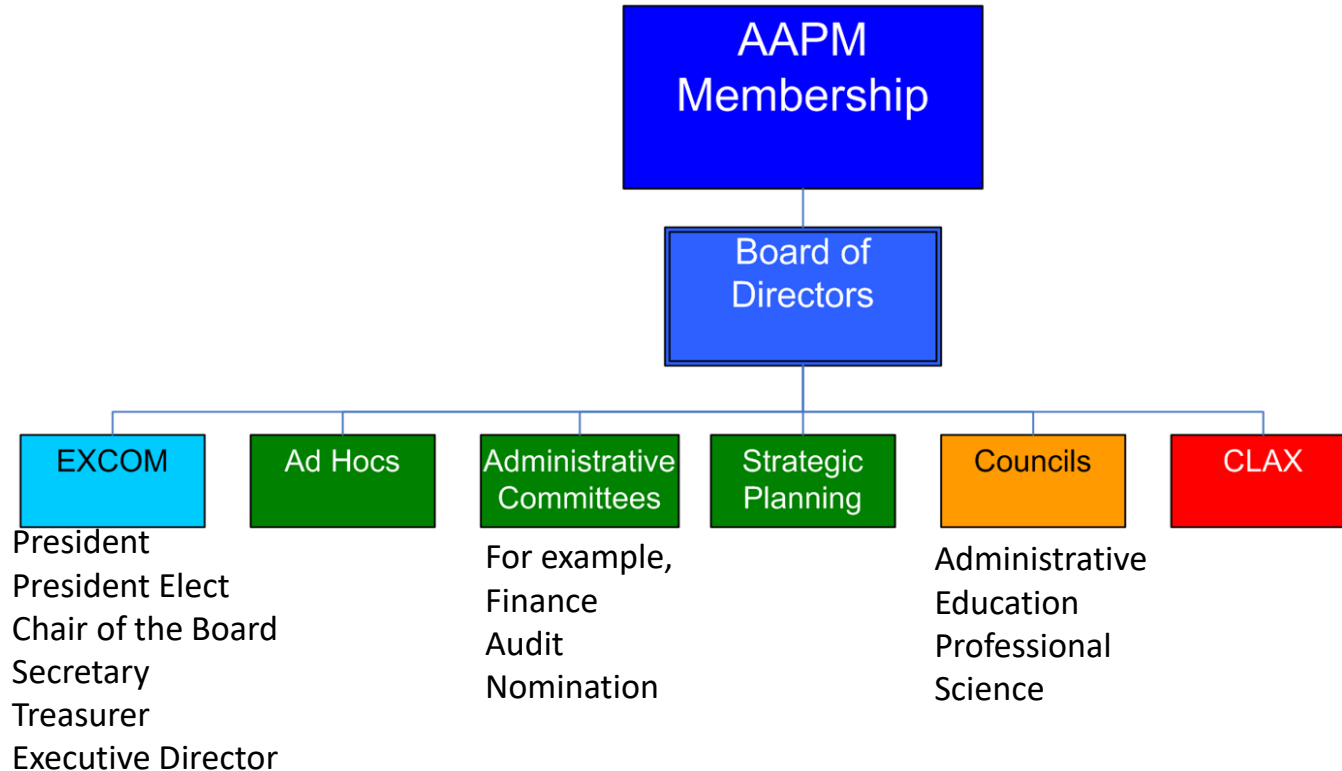 AAPM
Membership
Board of
Directors
EXCOM
Ad Hocs
Administrative
Committees
Strategic
Planning
Councils
CLAX
President
President Elect
Chair of the Board
Secretary
Treasurer
Executive Director
For example,
Finance
Audit
Nomination
Administrative
Education
Professional
Science